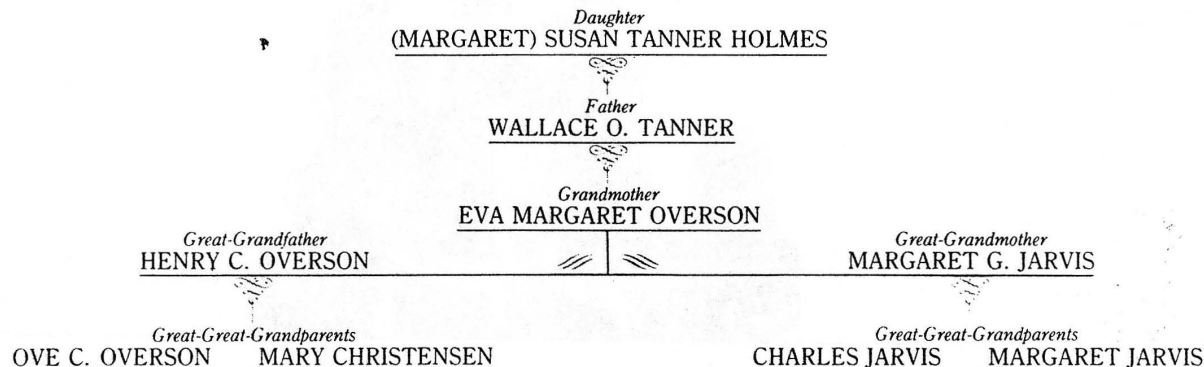 Daughter
(MARGARET) SUSAN TANNER HOLMES
Father
WALLACE O. TANNER
Grandmother
EVA MARGARET OVERSON
Great-Grandfather
HENRY C. OVERSON
Great-Grandmother
MARGARET G. JARVIS
Great-Great-Grandparents
OVE C. OVERSON MARY CHRISTENSEN
Great-Great-Grandparents
CHARLES JARVIS MARGARET JARVIS